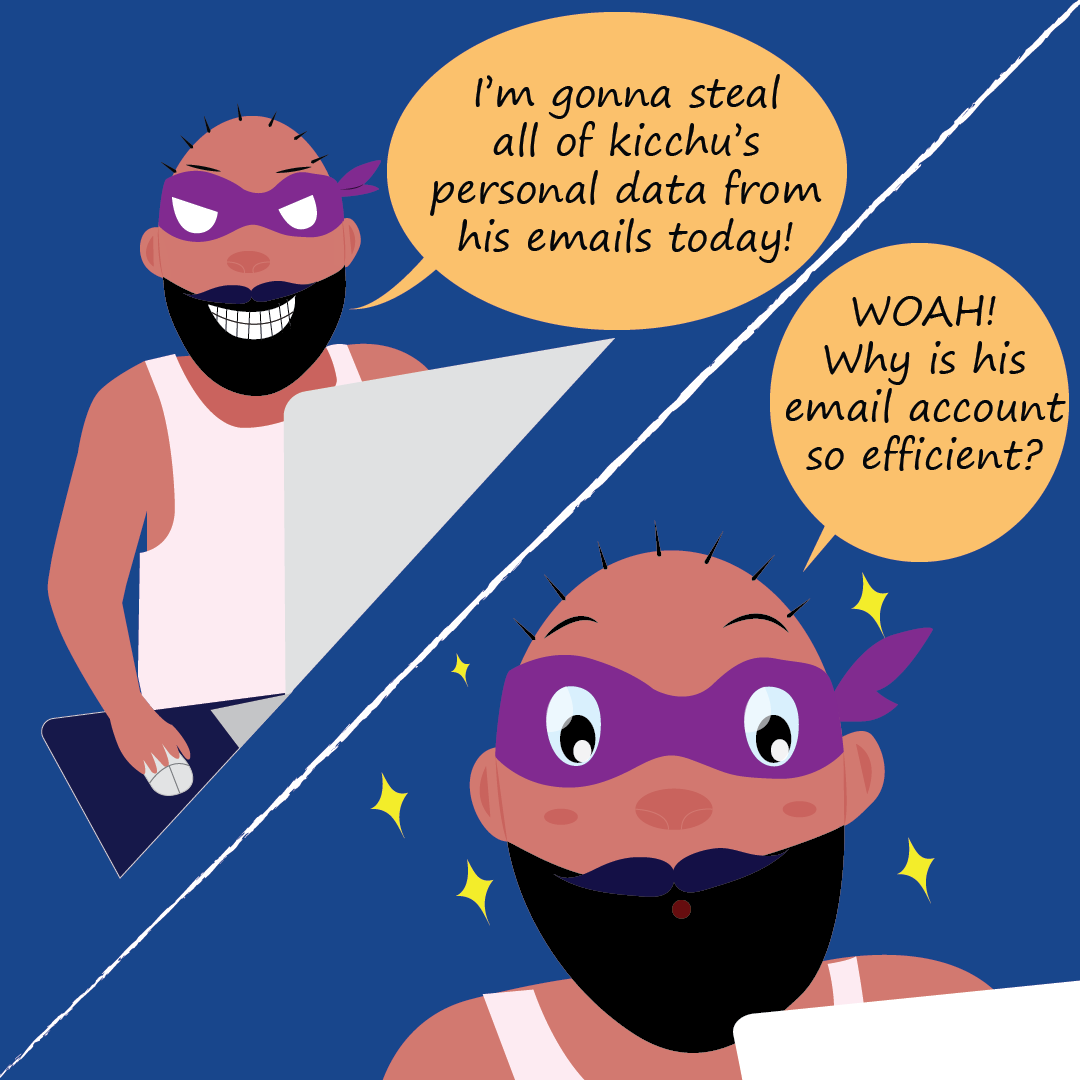 I'm gonna steal
all of kicchu's
personal data from
his emails today!
WOAH!
Why is his
email account
so efficient?